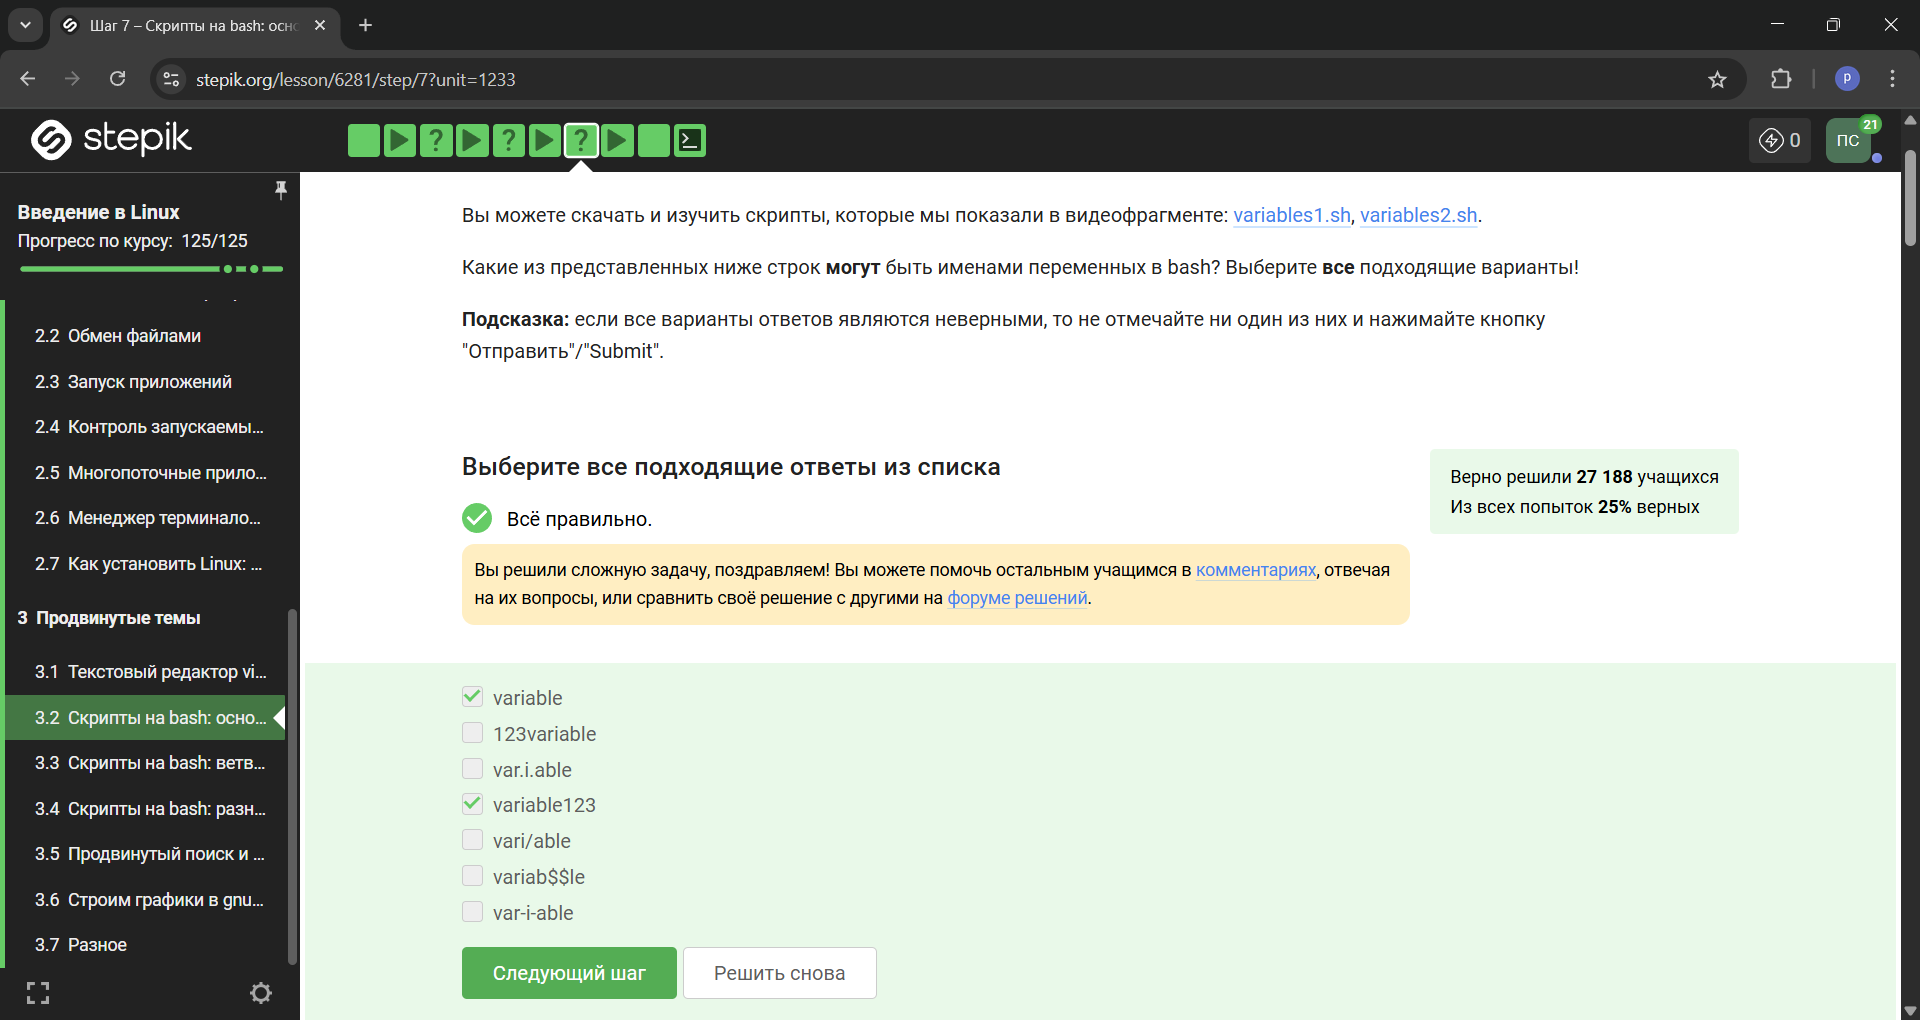 Шаг 7 – Скрипты на bash: осно
stepik.org/lesson/6281/step/7?unit=1233
P
stepik
0
ПС
21
Введение в Linux
Прогресс по курсу: 125/125
2.2 Обмен файлами
2.3 Запуск приложений
2.4 Контроль запускаемы...
2.5 Многопоточные прило...
2.6 Менеджер терминало...
2.7 Как установить Linux: ...
3 Продвинутые темы
3.1 Текстовый редактор vi...
3.2 Скрипты на bash: осно...
3.3 Скрипты на bash: ветв...
3.4 Скрипты на bash: разн...
3.5 Продвинутый поиск и ...
3.6 Строим графики в gnu...
3.7 Разное
Вы можете скачать и изучить скрипты, которые мы показали в видеофрагменте: variables1.sh, variables2.sh.
Какие из представленных ниже строк могут быть именами переменных в bash? Выберите все подходящие варианты!
Подсказка: если все варианты ответов являются неверными, то не отмечайте ни один из них и нажимайте кнопку
"Отправить"/"Submit".
Выберите все подходящие ответы из списка
Верно решили 27 188 учащихся
Из всех попыток 25% верных
Всё правильно.
Вы решили сложную задачу, поздравляем! Вы можете помочь остальным учащимся в комментариях, отвечая
на их вопросы, или сравнить своё решение с другими на форуме решений.
variable
123variable
var.i.able
variable123
vari/able
variab$$le
var-i-able
Следующий шаг
Решить снова